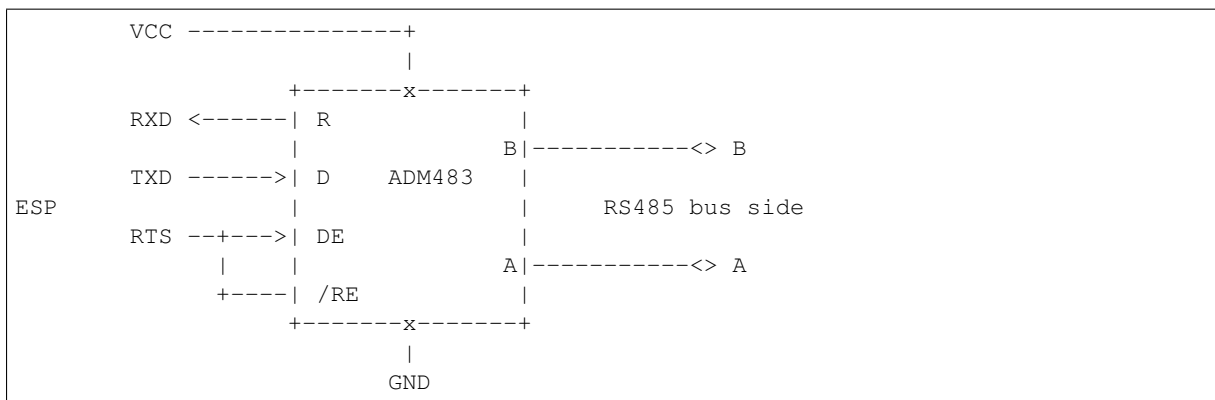 VCC ---------------+
|
+-------x-------+
RXD <------| R |
| B|-----------<> B
TXD ------>| D ADM483 |
ESP | | RS485 bus side
RTS --+--->| DE |
| | A|-----------<> A
+----| /RE |
+-------x-------+
|
GND